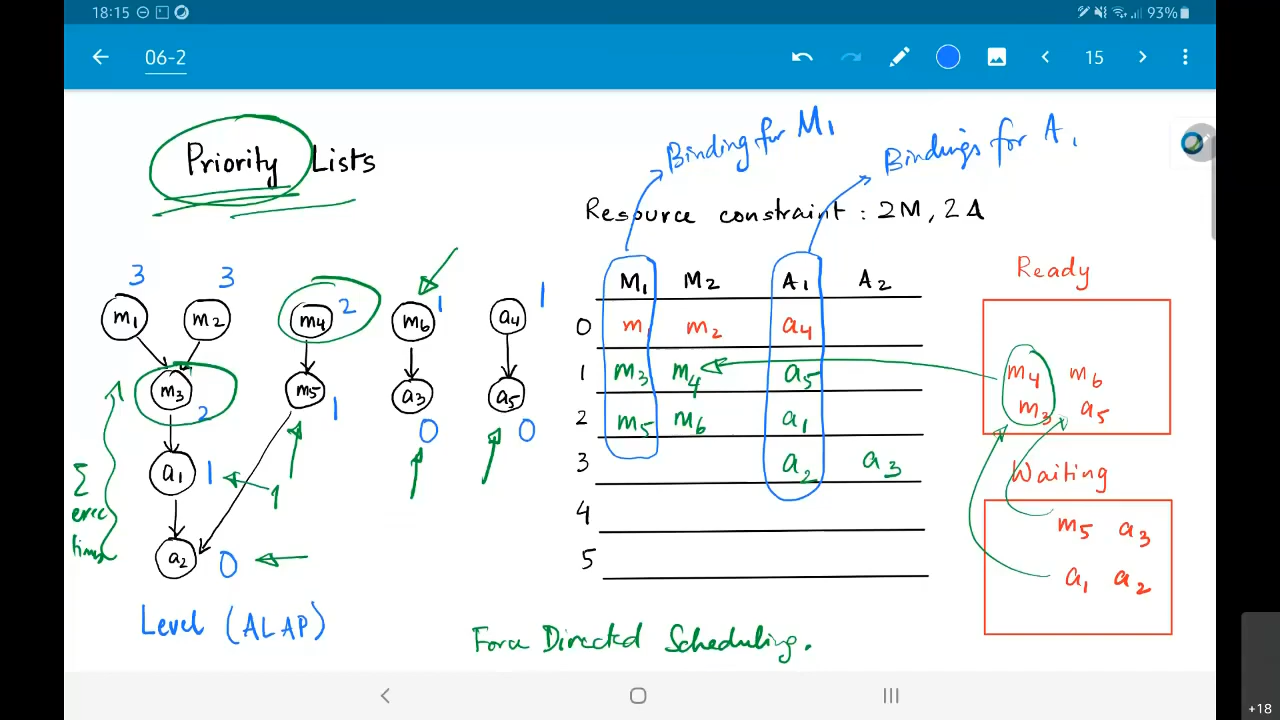 18:15 93%
06-2 15
Priority Lists
Binding for M1
Bindings for A1
Resource constraint : 2M, 2A
3 3
m1 m2 m4 2 m6 1 a4 1
m3 2 m5 1 a3 0 a5 0
a1 1 1
a2 0
Σ
exec
time
Level (ALAP)
M1 M2 A1 A2
0 m1 m2 a4
1 m3 m4 a5
2 m5 m6 a1
3 a2 a3
4
5
Ready
m4 m6
m3 a5
Waiting
m5 a3
a1 a2
Force Directed Scheduling.
+18